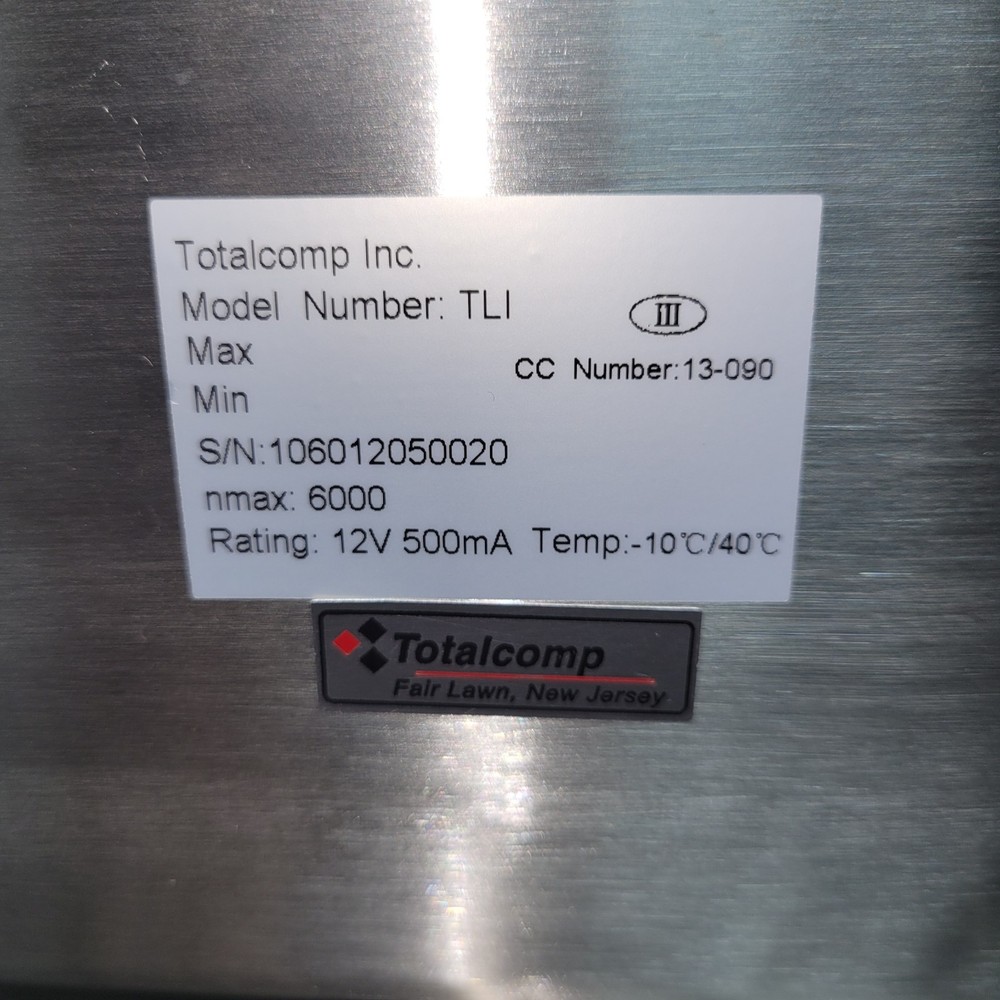 Totalcomp Inc.
Model Number: TLI
III
Max
CC Number:13-090
Min
S/N:106012050020
nmax: 6000
Rating: 12V 500mA Temp:-10℃/40℃
Totalcomp
Fair Lawn, New Jersey